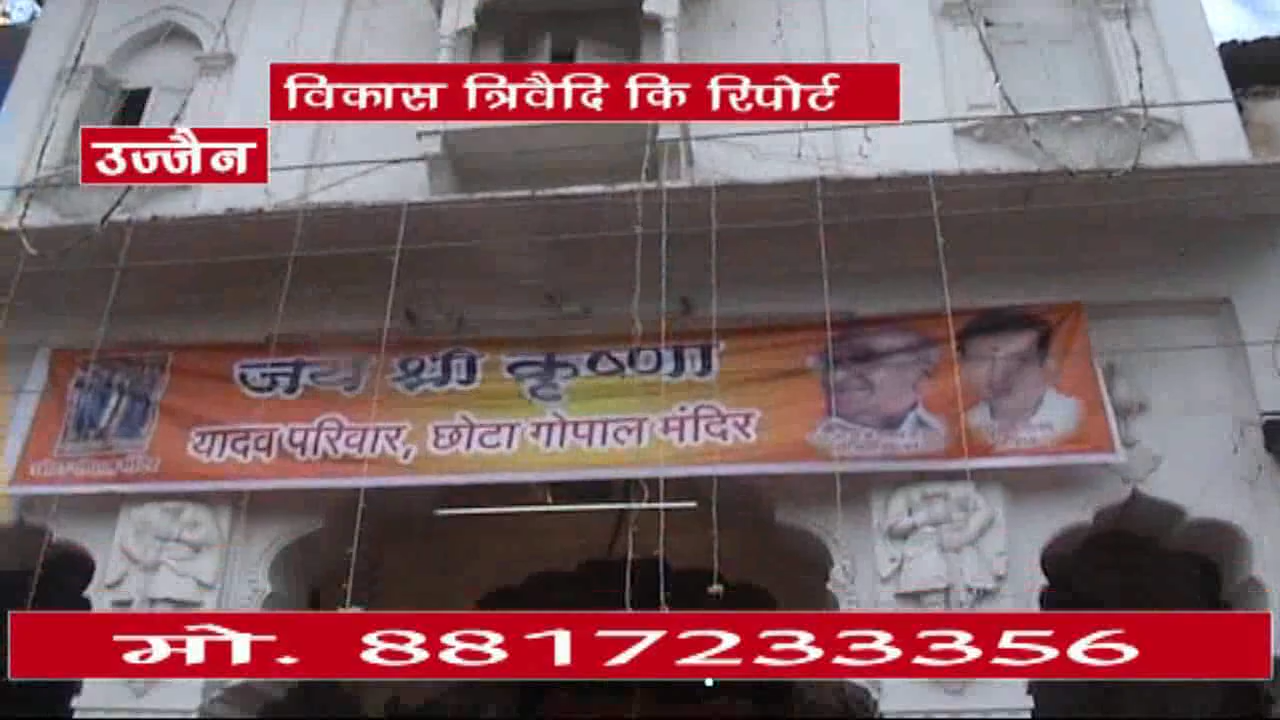 विकास त्रिवैदि कि रिपोर्ट
उज्जैन
जय श्री कृष्णा
यादव परिवार, छोटा गोपाल मंदिर
मो. 8817233356